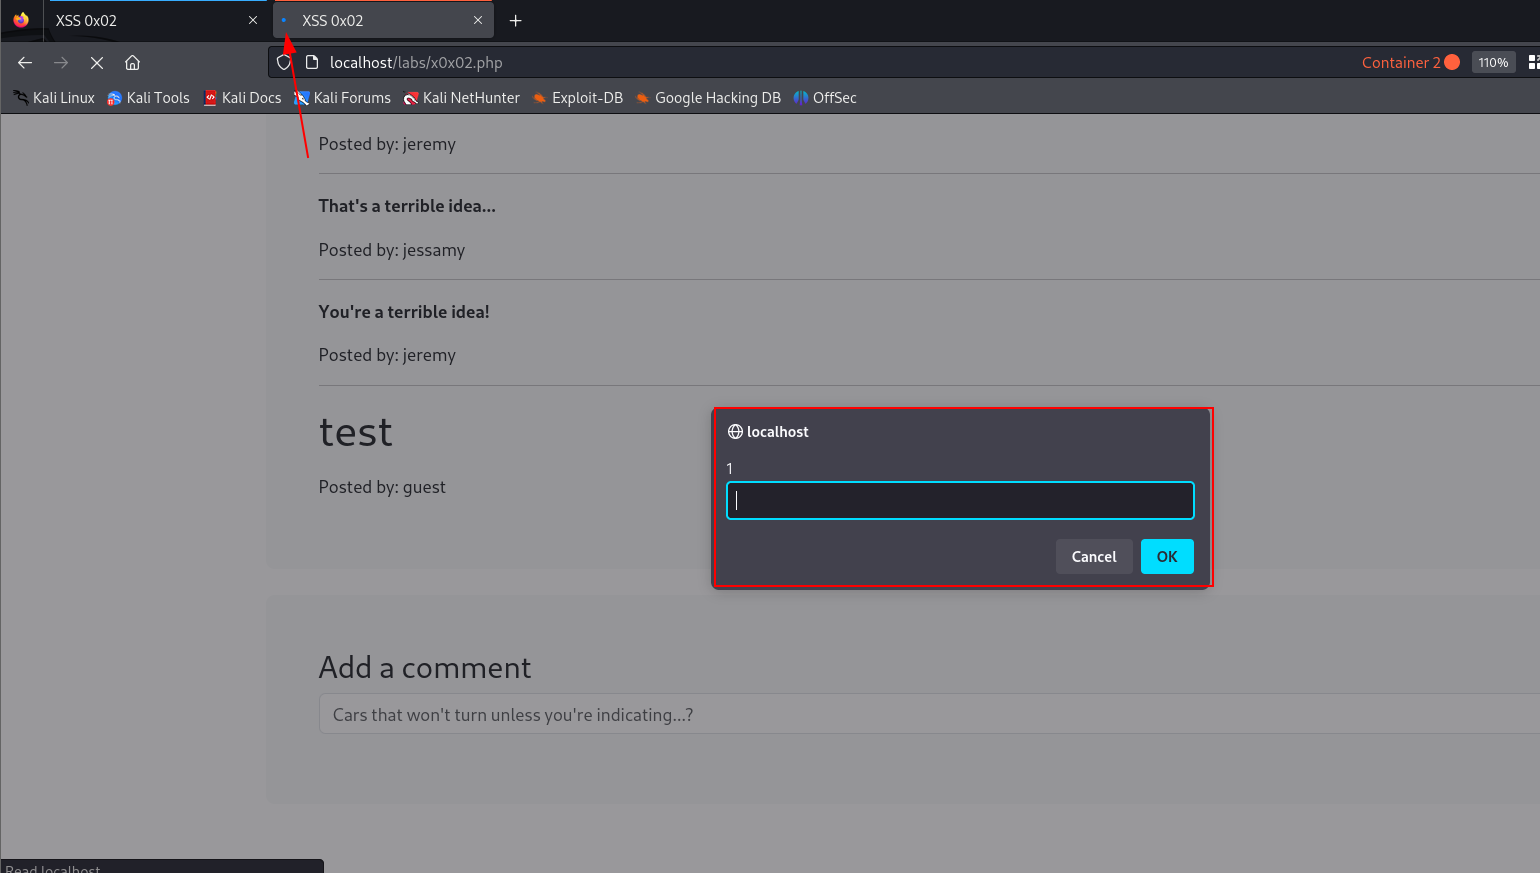 XSS 0x02
XSS 0x02
localhost/labs/x0x02.php
Container 2
110%
Kali Linux
Kali Tools
Kali Docs
Kali Forums
Kali NetHunter
Exploit-DB
Google Hacking DB
OffSec
Posted by: jeremy
That's a terrible idea...
Posted by: jessamy
You're a terrible idea!
Posted by: jeremy
test
Posted by: guest
localhost
1
Cancel
OK
Add a comment
Cars that won't turn unless you're indicating...?
Read localhost